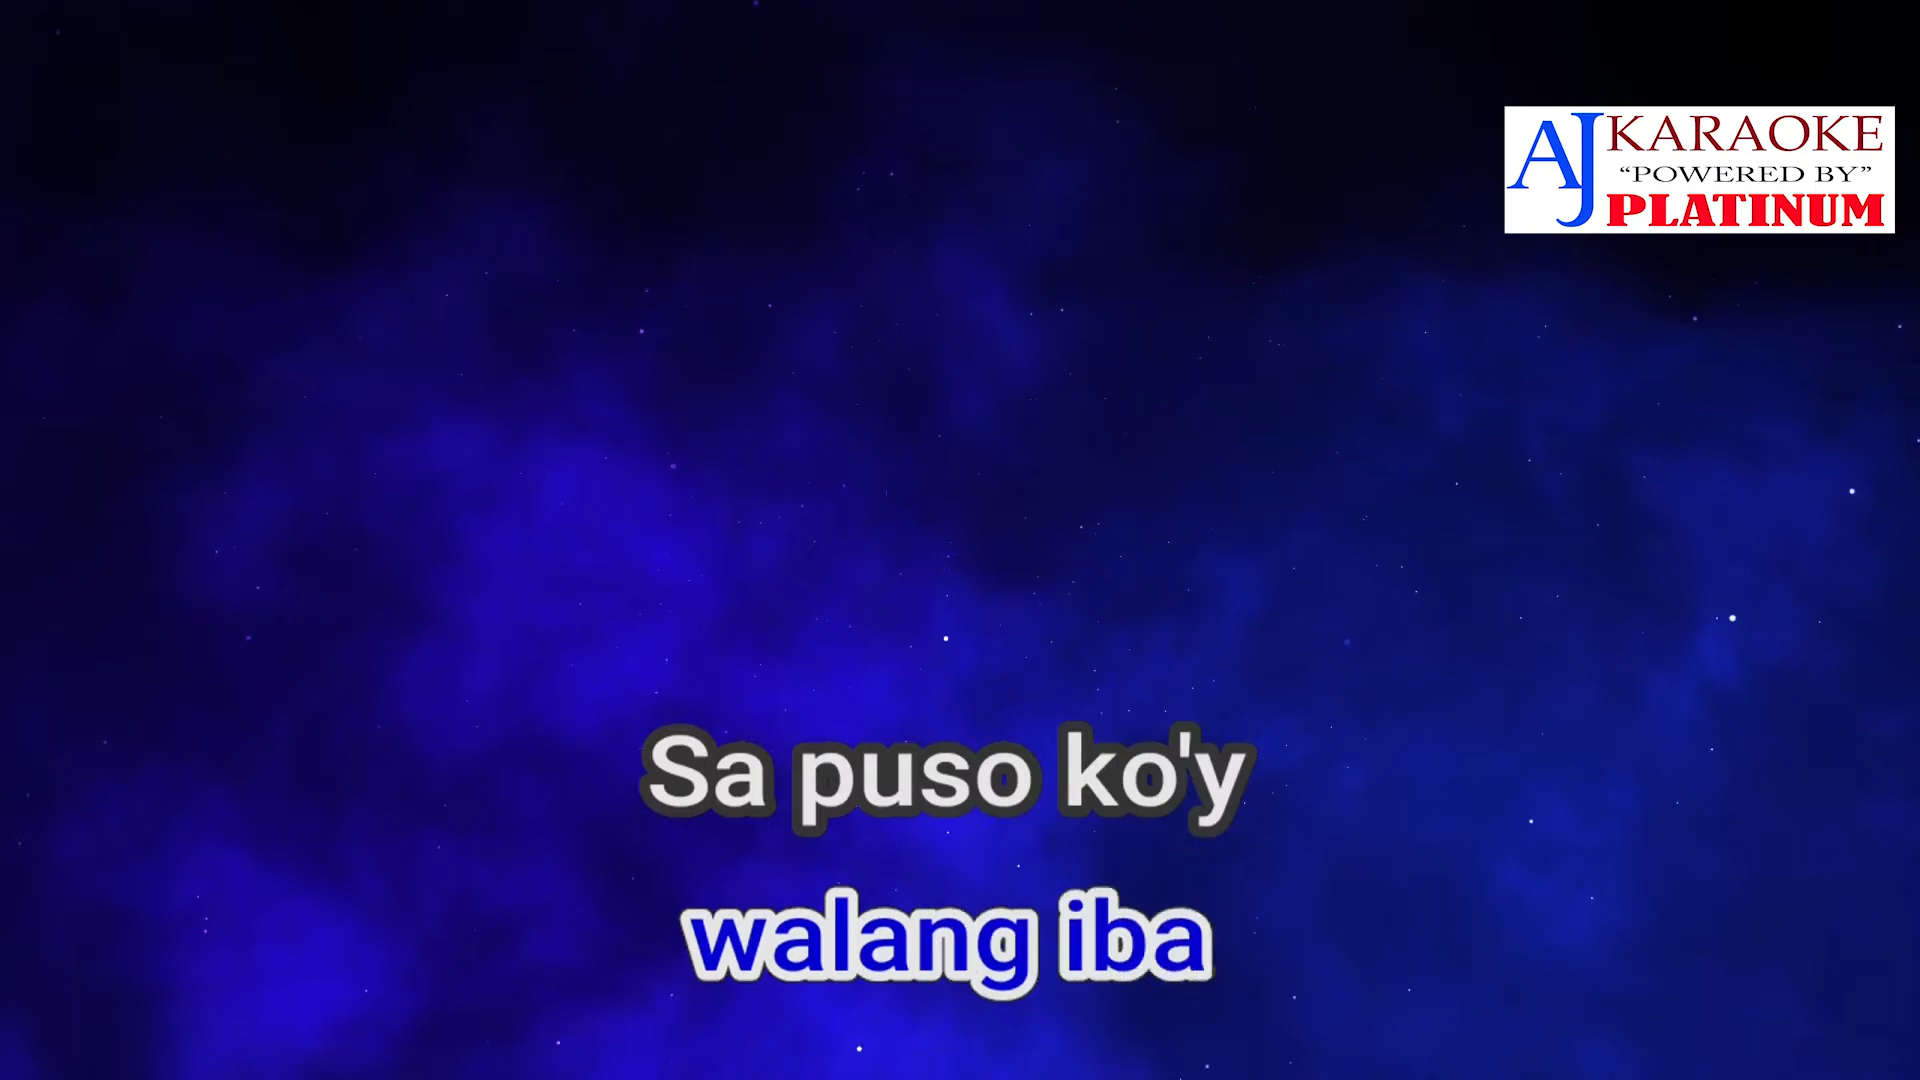 AJ KARAOKE
“POWERED BY”
PLATINUM
Sa puso ko'y
walang iba